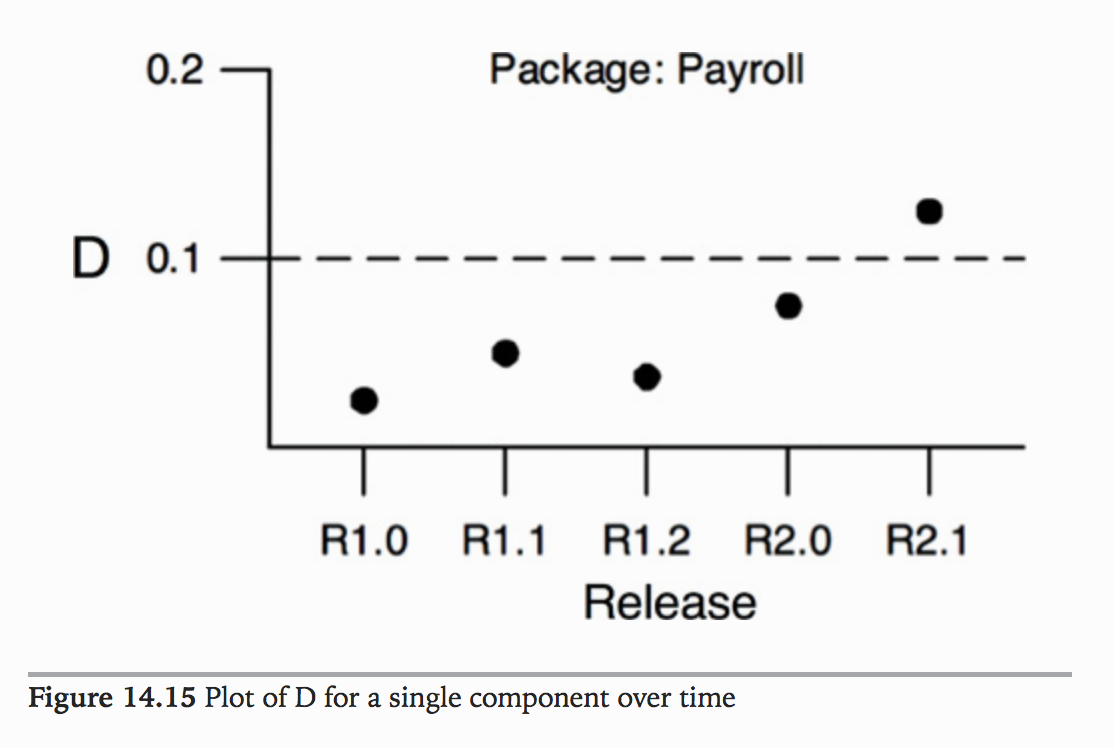 0.2
Package: Payroll
D
0.1
R1.0 R1.1 R1.2 R2.0 R2.1
Release
Figure 14.15 Plot of D for a single component over time